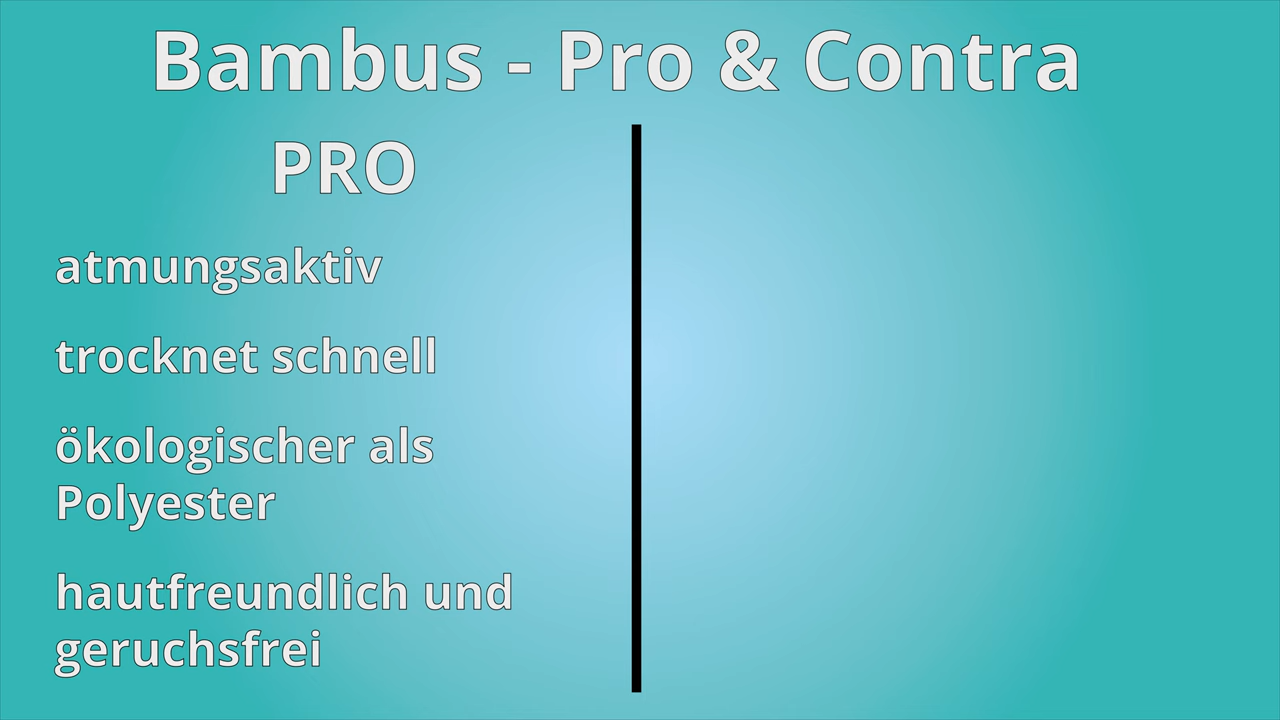 Bambus - Pro & Contra
PRO
atmungsaktiv
trocknet schnell
ökologischer als
Polyester
hautfreundlich und
geruchsfrei